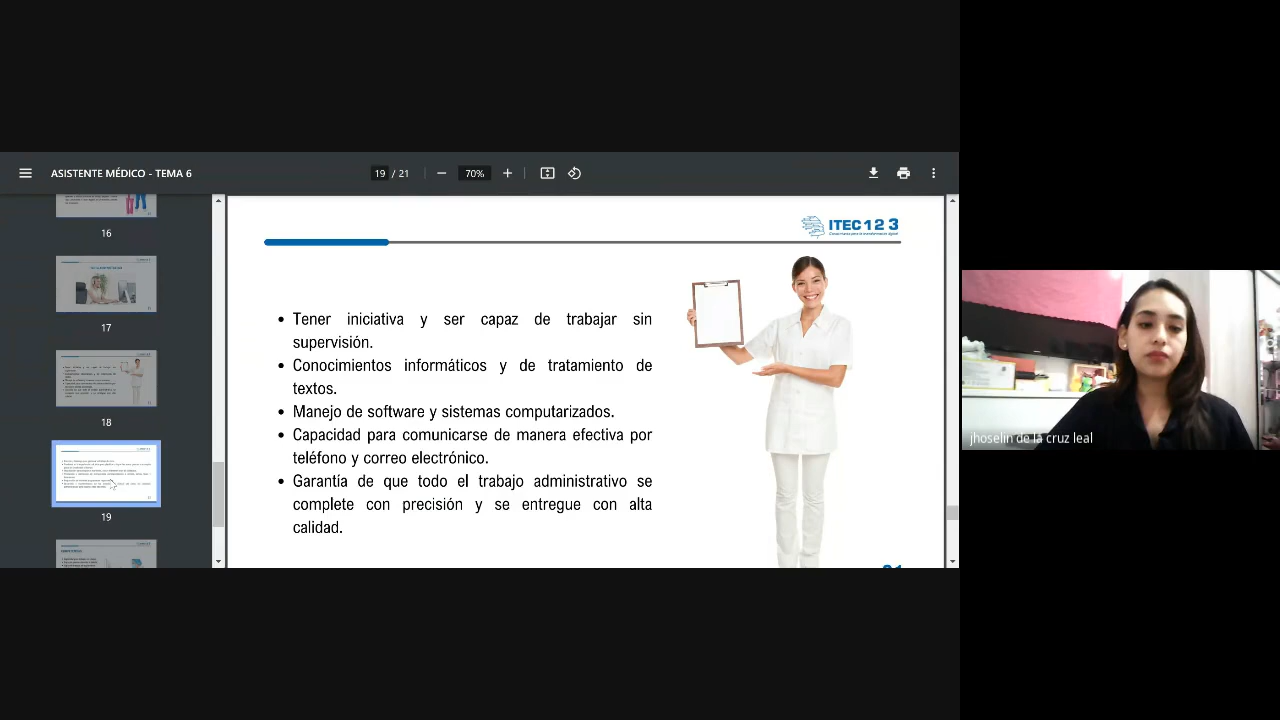 ASISTENTE MÉDICO - TEMA 6
19 / 21
70%
16
17
18
19
ITEC 1 2 3
• Tener iniciativa y ser capaz de trabajar sin
supervisión.
• Conocimientos informáticos y de tratamiento de
textos.
• Manejo de software y sistemas computarizados.
• Capacidad para comunicarse de manera efectiva por
teléfono y correo electrónico.
• Garantía de que todo el trabajo administrativo se
complete con precisión y se entregue con alta
calidad.
jhoselin de la cruz leal